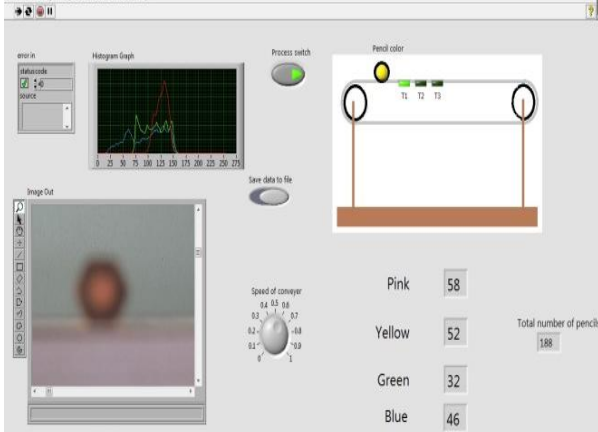 error in
status code
source
Histogram Graph
0 25 50 75 100 125 150 175 200 225 250 275
Process switch
Pencil color
T1 T2 T3
Save data to file
Image Out
Speed of conveyer
0 0.1 0.2 0.3 0.4 0.5 0.6 0.7 0.8 0.9 1
Pink 58
Yellow 52
Green 32
Blue 46
Total number of pencils
188